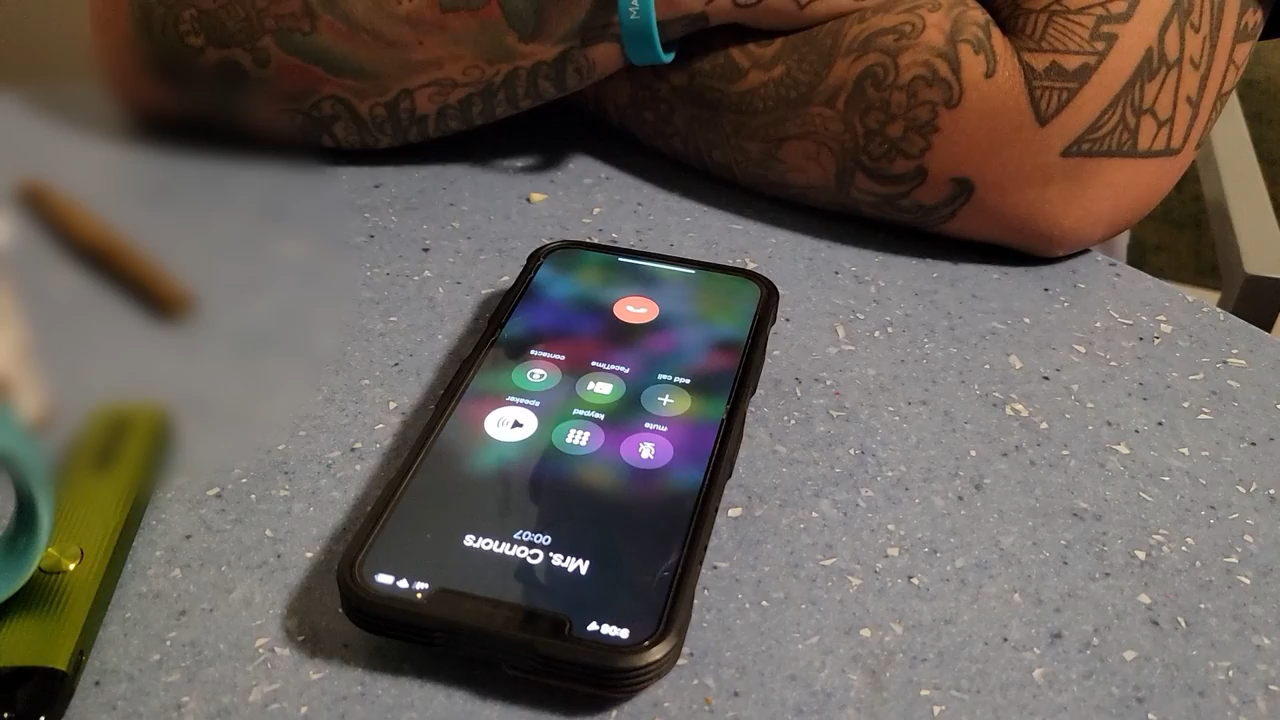 Mrs. Connors
00:07
mute
keypad
speaker
add call
FaceTime
contacts